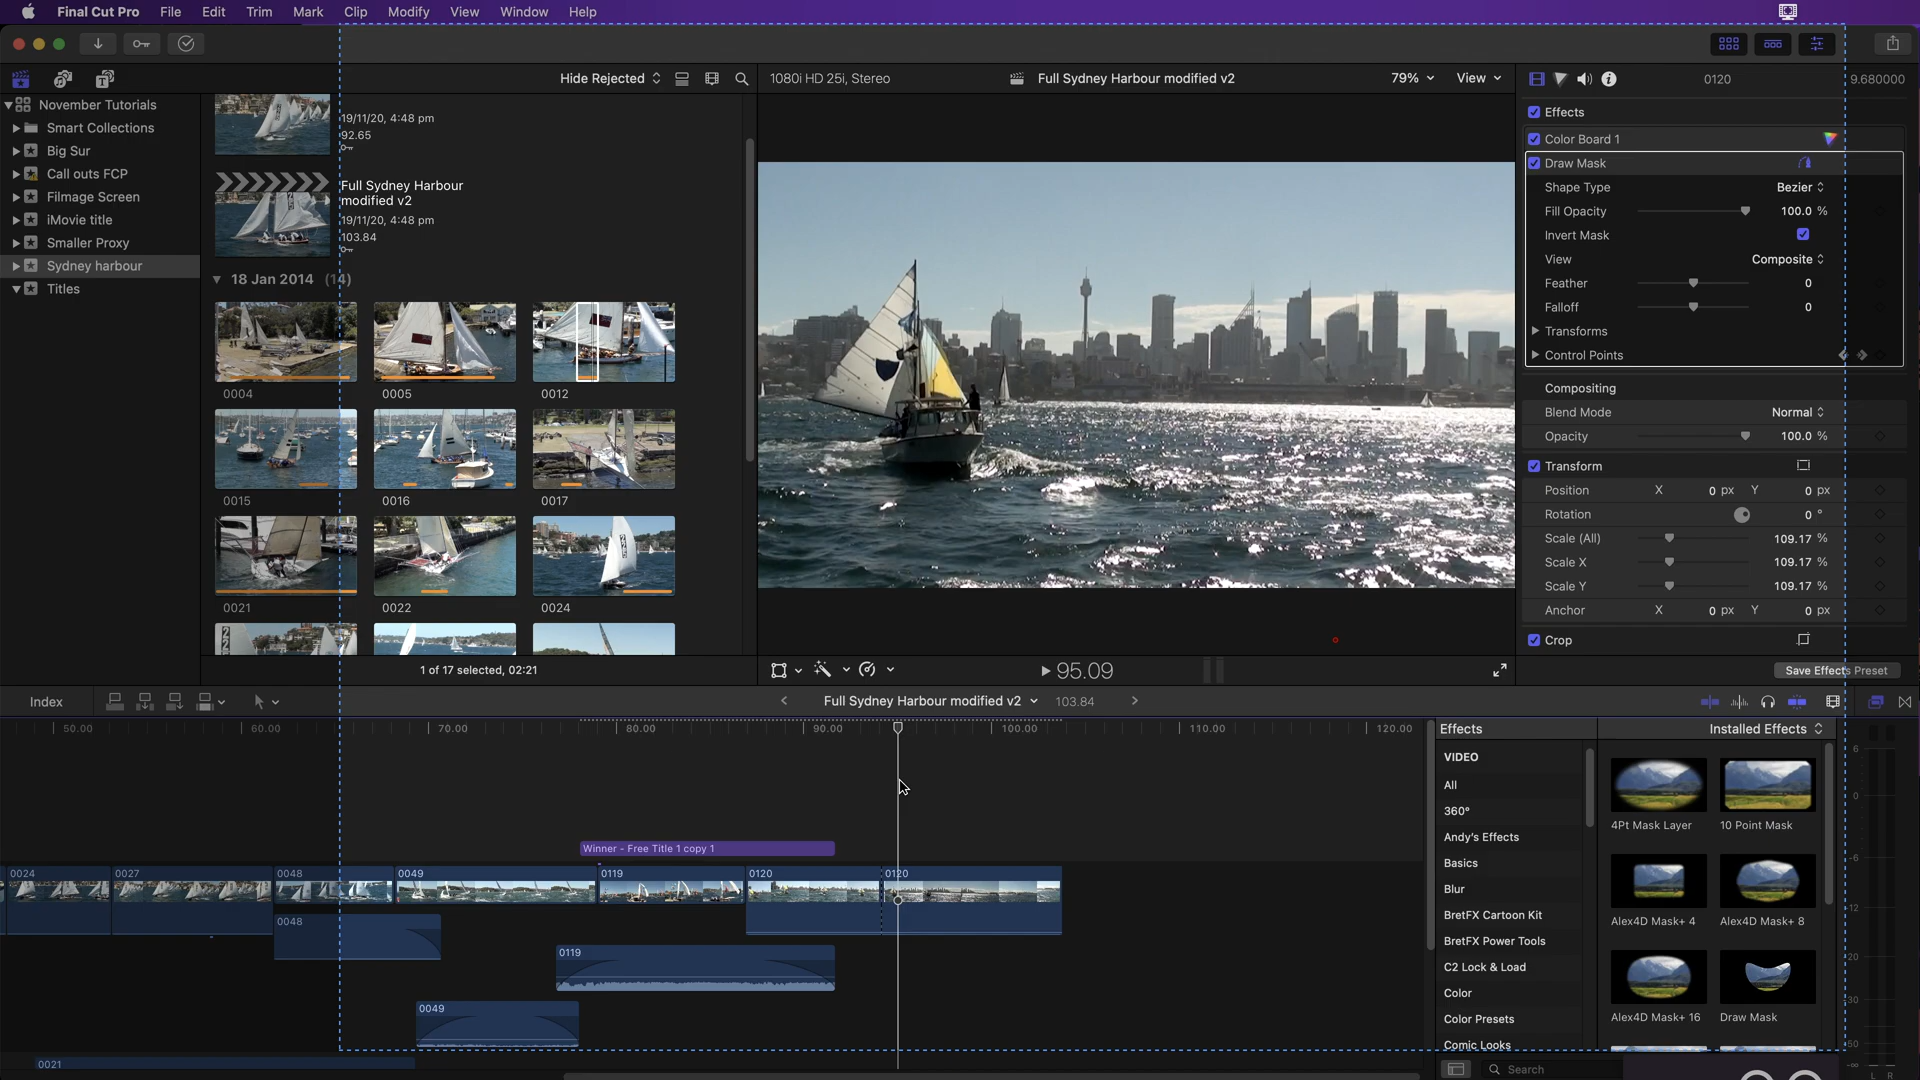 Final Cut Pro File Edit Trim Mark Clip Modify View Window Help
Hide Rejected
1080i HD 25i, Stereo
Full Sydney Harbour modified v2
79%
View
0120
9.680000
November Tutorials
Smart Collections
Big Sur
Call outs FCP
Filmage Screen
iMovie title
Smaller Proxy
Sydney harbour
Titles
19/11/20, 4:48 pm
92.65
Full Sydney Harbour
modified v2
19/11/20, 4:48 pm
103.84
18 Jan 2014 (14)
0004
0005
0012
0015
0016
0017
0021
0022
0024
1 of 17 selected, 02:21
95.09
Effects
Color Board 1
Draw Mask
Shape Type Bezier
Fill Opacity 100.0 %
Invert Mask
View Composite
Feather 0
Falloff 0
Transforms
Control Points
Compositing
Blend Mode Normal
Opacity 100.0 %
Transform
Position X 0 px Y 0 px
Rotation 0 °
Scale (All) 109.17 %
Scale X 109.17 %
Scale Y 109.17 %
Anchor X 0 px Y 0 px
Crop
Save Effects Preset
Index
Full Sydney Harbour modified v2
103.84
50.00 60.00 70.00 80.00 90.00 100.00 110.00 120.00
Winner - Free Title 1 copy 1
0024 0027 0048 0049 0119 0120 0120
0048
0119
0049
0021
Effects
Installed Effects
VIDEO
All
360°
Andy's Effects
Basics
Blur
BretFX Cartoon Kit
BretFX Power Tools
C2 Lock & Load
Color
Color Presets
Comic Looks
4Pt Mask Layer
10 Point Mask
Alex4D Mask+ 4
Alex4D Mask+ 8
Alex4D Mask+ 16
Draw Mask
Search
6
0
-6
-12
-20
-30
-50
-∞
L R